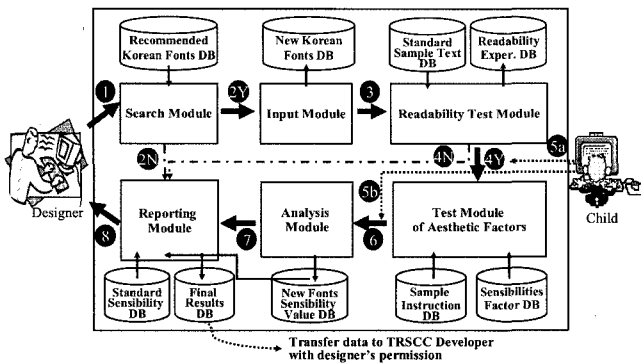 Recommended
Korean Fonts DB
New Korean
Fonts DB
Standard
Sample Text
DB
Readability
Exper. DB
1
Search Module
2Y
Input Module
3
Readability Test Module
2N
4N
4Y
5a
5b
Designer
Child
8
Reporting
Module
7
Analysis
Module
6
Test Module
of Aesthetic Factors
Standard
Sensibility
DB
Final
Results
DB
New Fonts
Sensibility
Value DB
Sample
Instruction
DB
Sensibilities
Factor DB
Transfer data to TRSCC Developer
with designer's permission